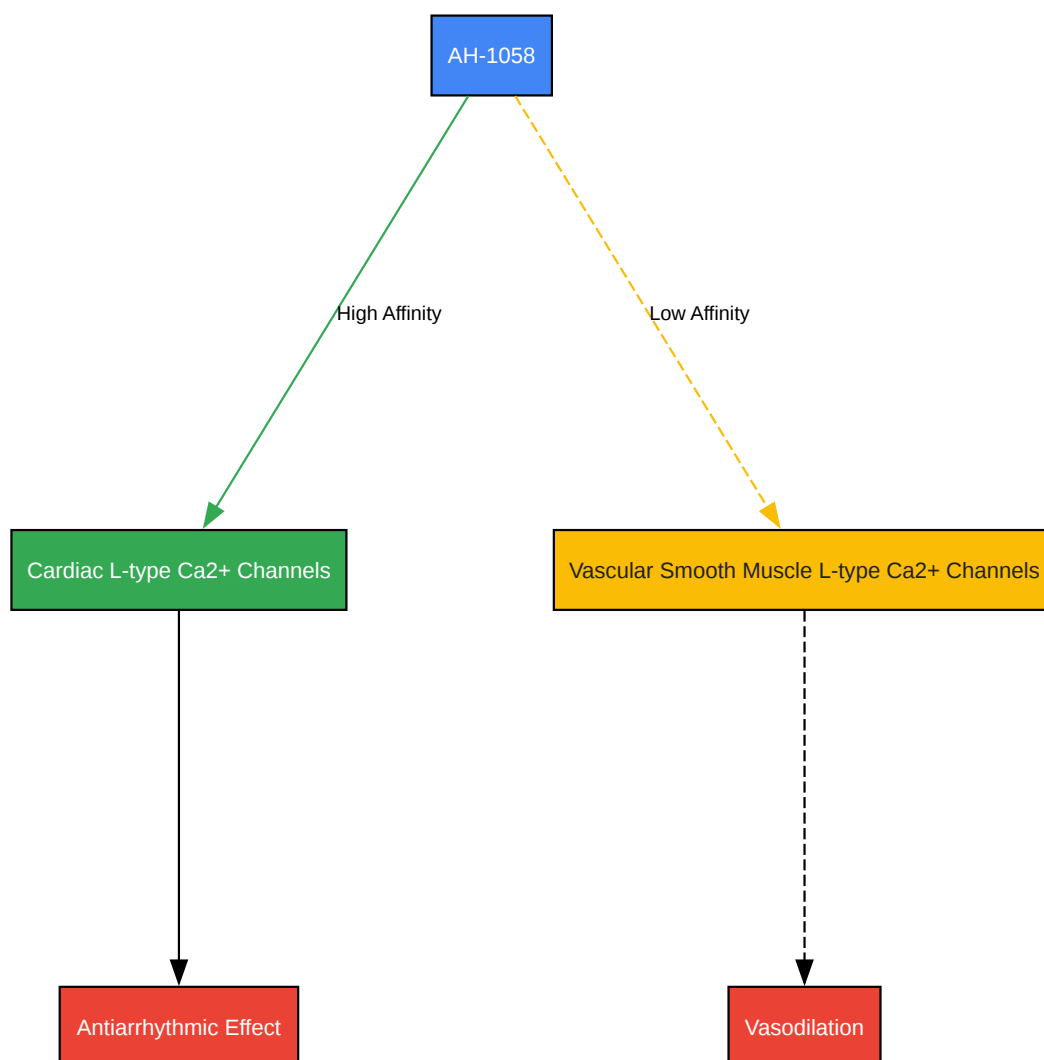 AH-1058
High Affinity
Low Affinity
Cardiac L-type Ca2+ Channels
Vascular Smooth Muscle L-type Ca2+ Channels
Antiarrhythmic Effect
Vasodilation